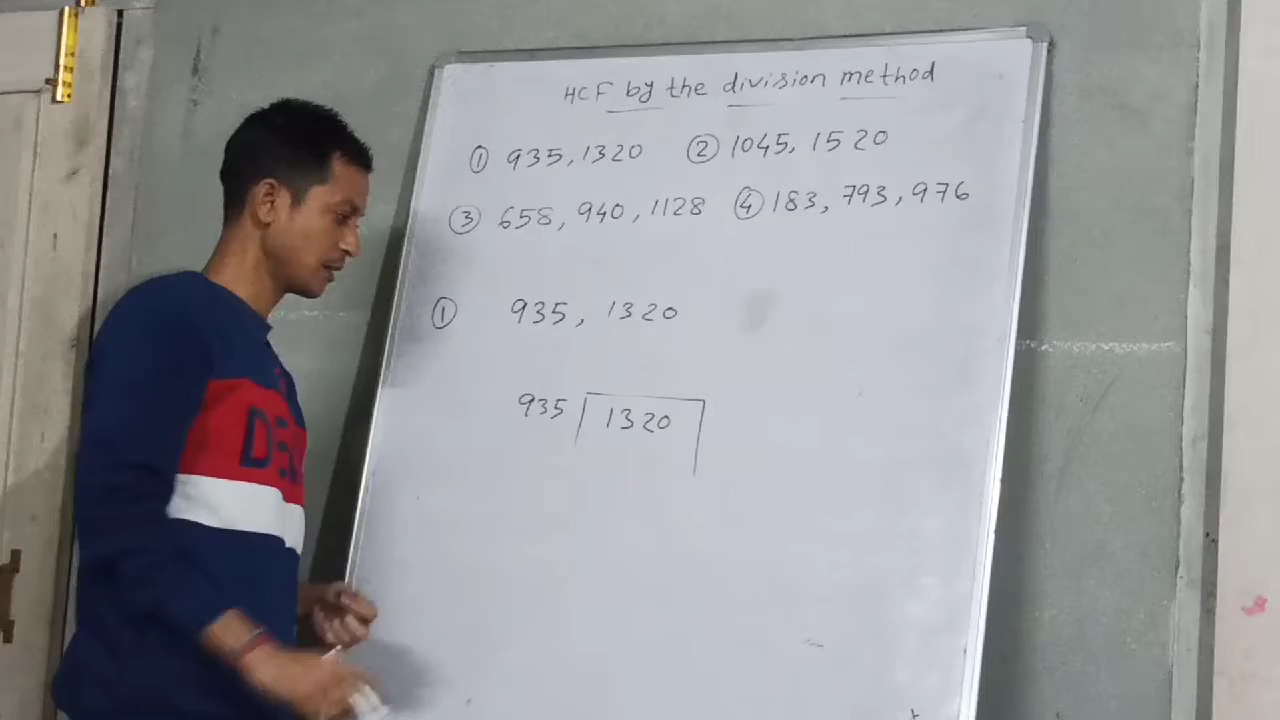 HCF by the division method
① 935, 1320 ② 1045, 1520
③ 658, 940, 1128 ④ 183, 793, 976
① 935, 1320
935 1320